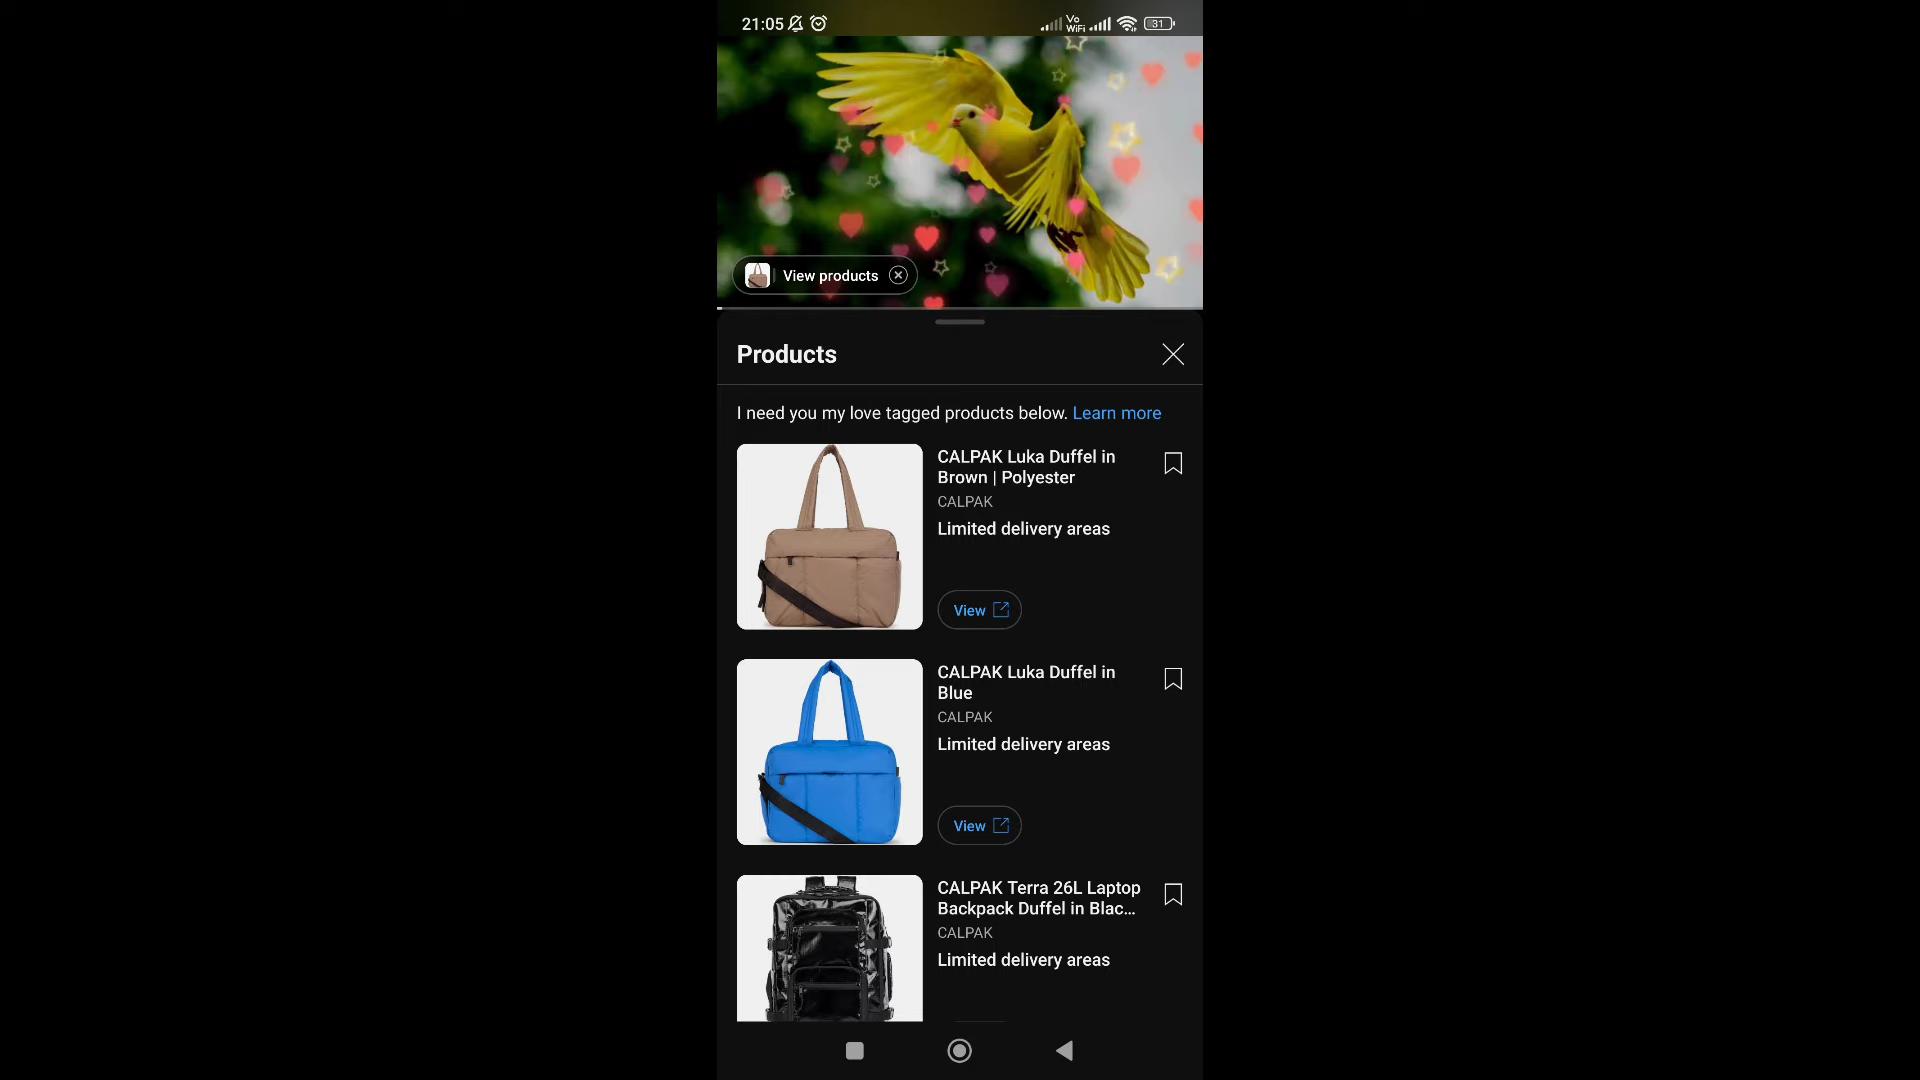 21:05
Vo
WiFi
31
View products
Products
I need you my love tagged products below. Learn more
CALPAK Luka Duffel in
Brown | Polyester
CALPAK
Limited delivery areas
View
CALPAK Luka Duffel in
Blue
CALPAK
Limited delivery areas
View
CALPAK Terra 26L Laptop
Backpack Duffel in Blac...
CALPAK
Limited delivery areas